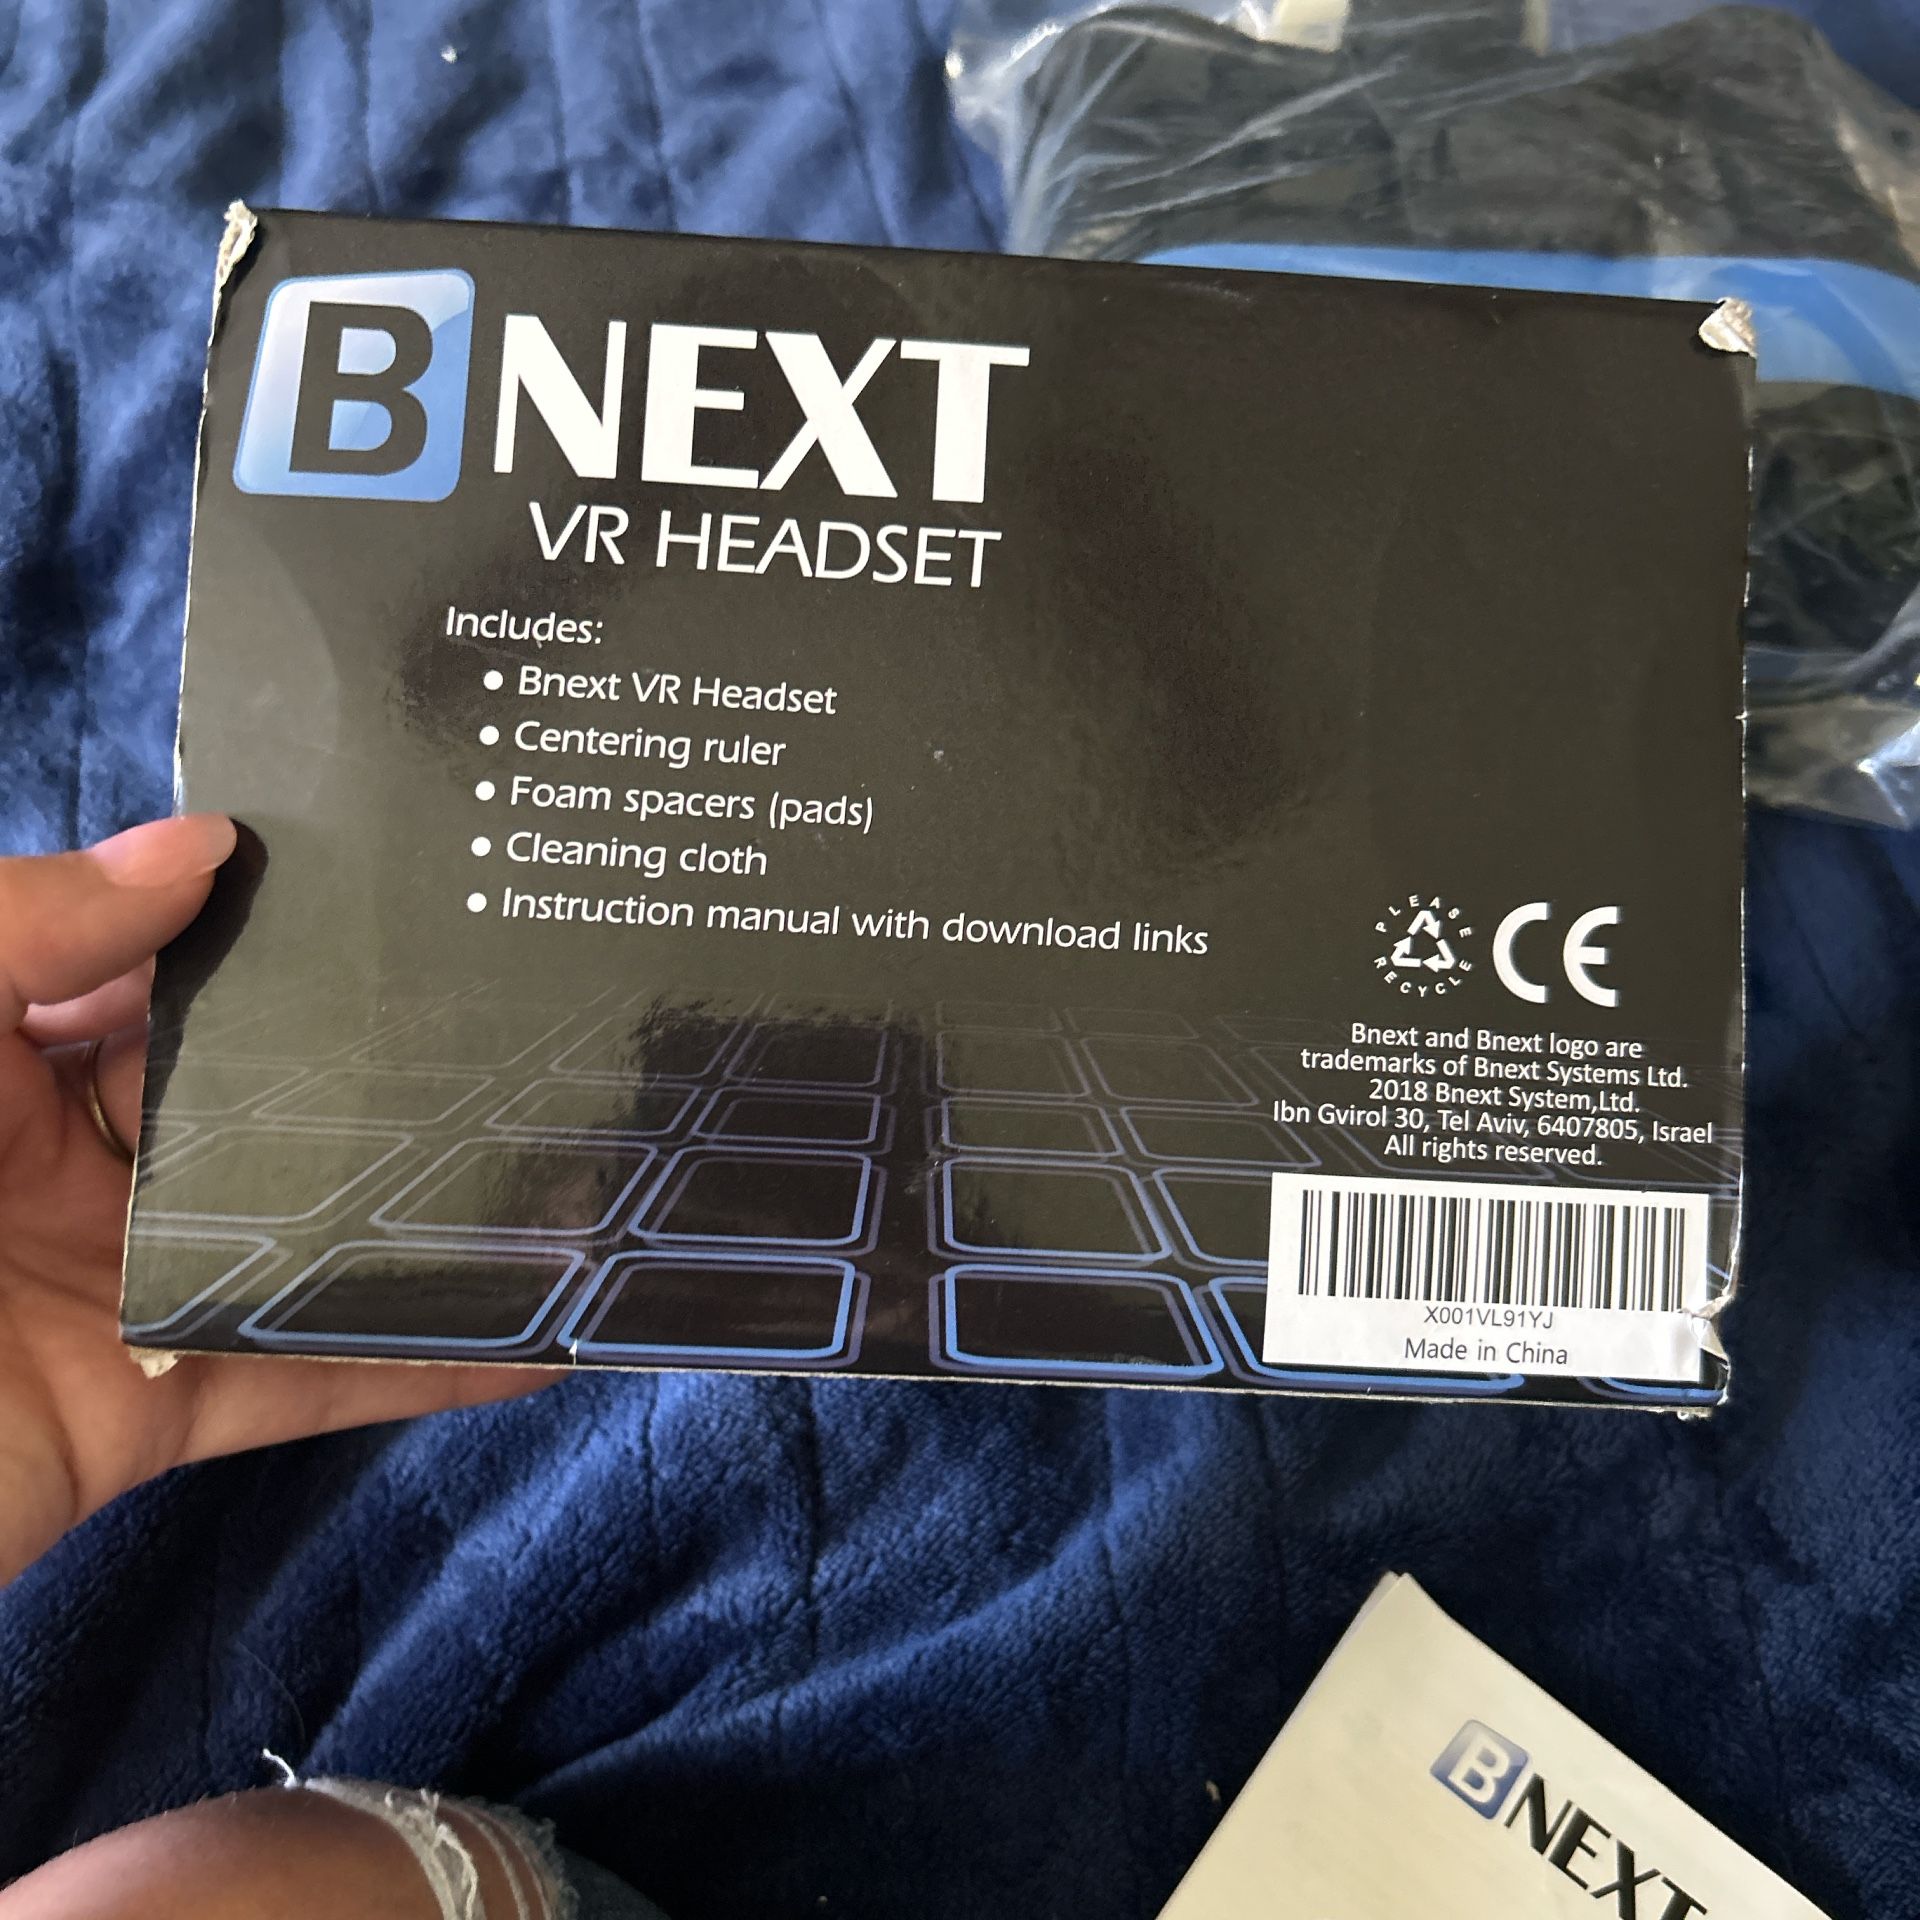 BNEXT
VR HEADSET
Includes:
● Bnext VR Headset
● Centering ruler
● Foam spacers (pads)
● Cleaning cloth
● Instruction manual with download links
PLEASE RECYCLE
CE
Bnext and Bnext logo are
trademarks of Bnext Systems Ltd.
2018 Bnext System,Ltd.
Ibn Gvirol 30, Tel Aviv, 6407805, Israel
All rights reserved.
X001VL91YJ
Made in China
BNEXT